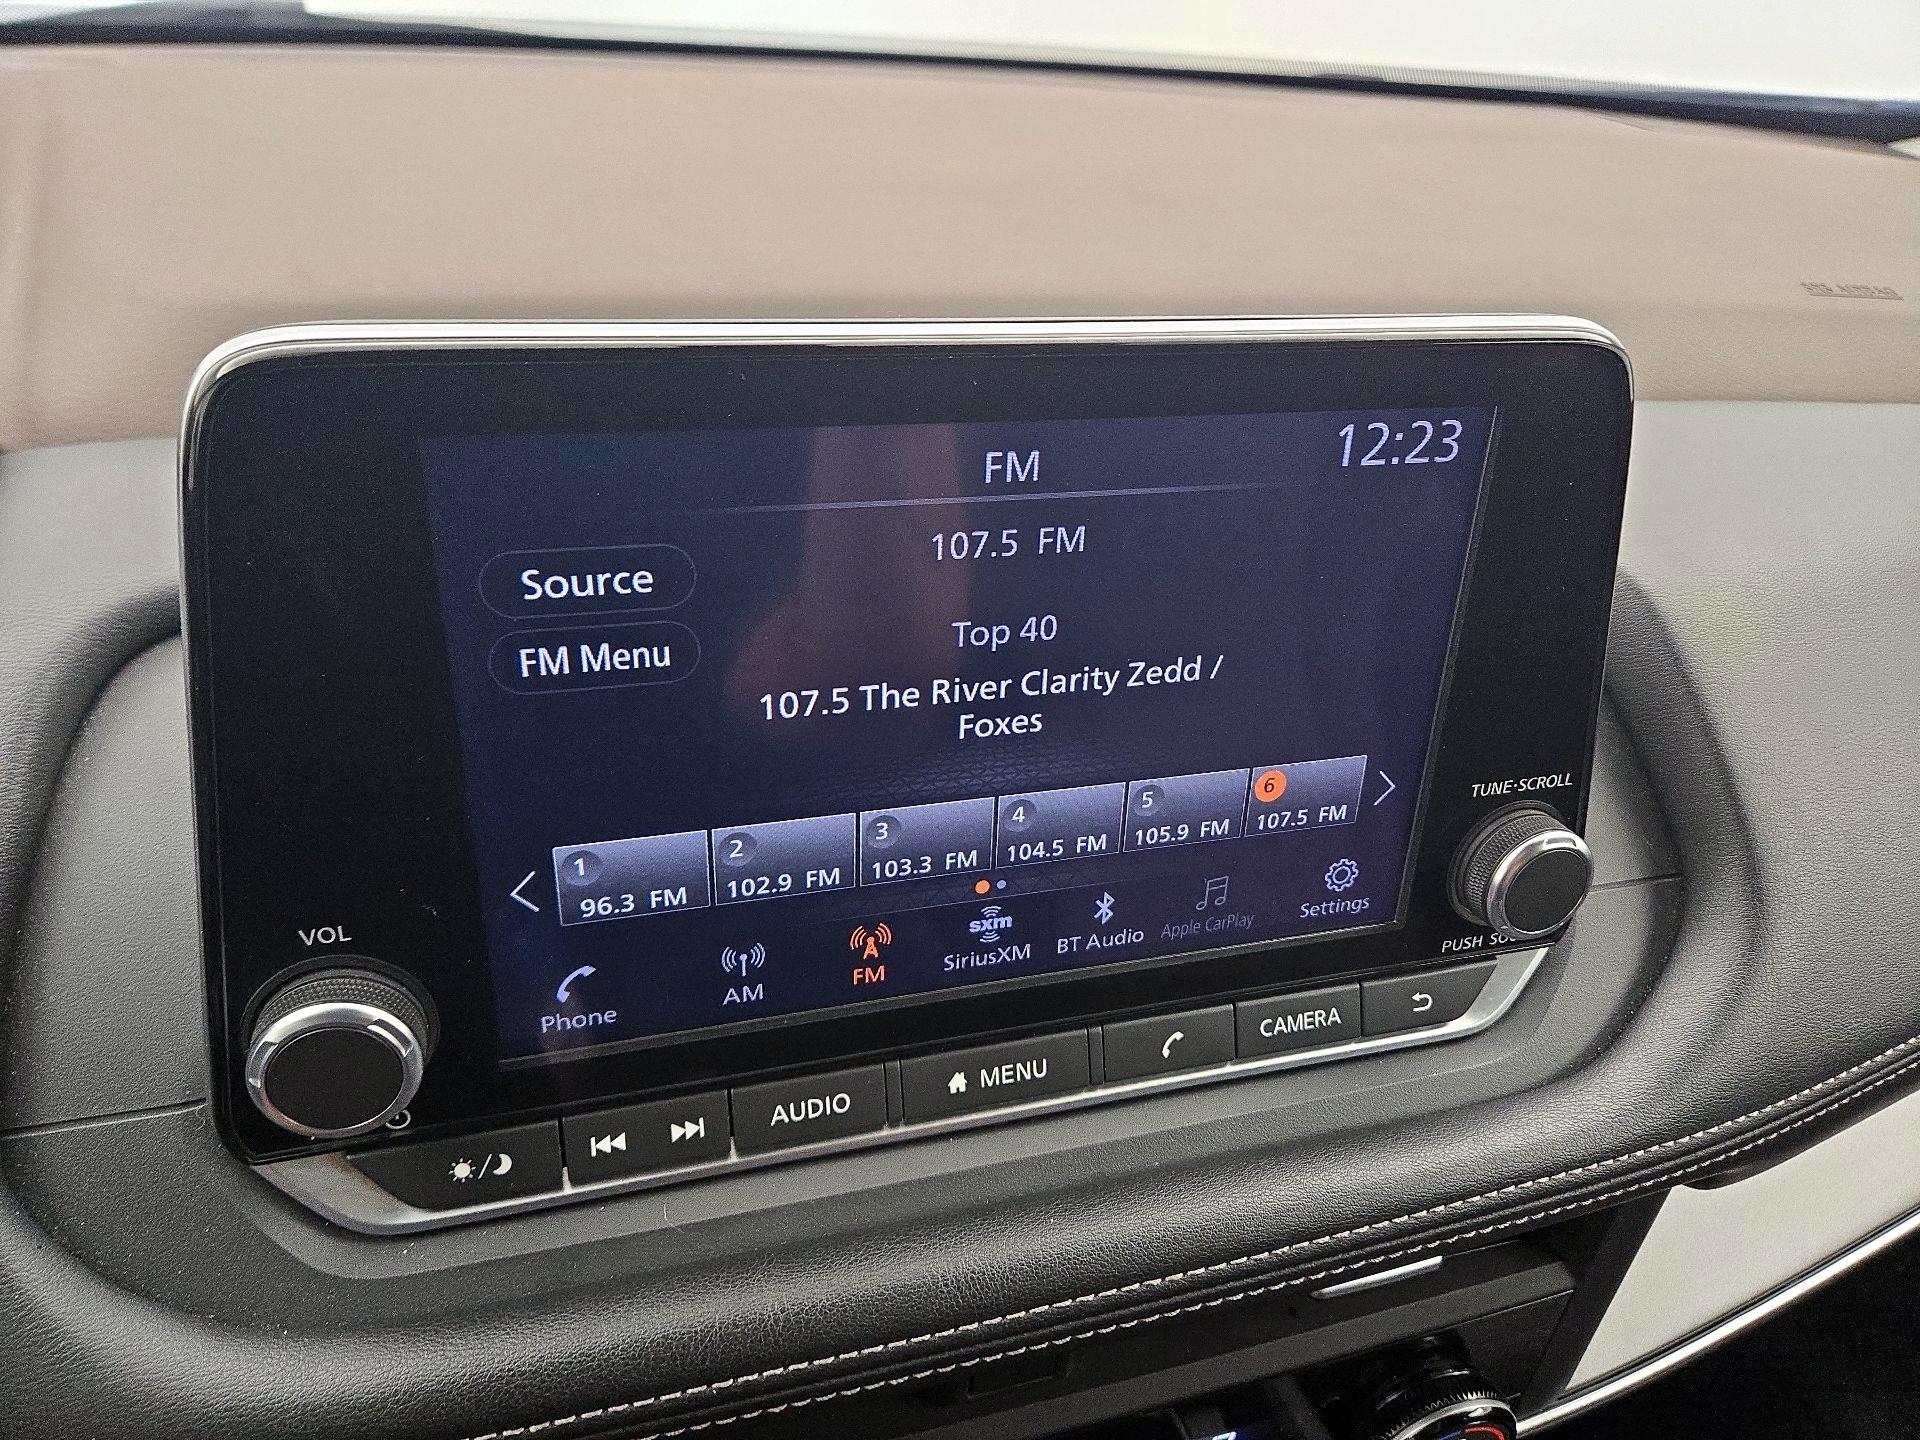 SRS AIRBAG
FM
12:23
107.5 FM
Source
Top 40
FM Menu
107.5 The River Clarity Zedd /
Foxes
TUNE·SCROLL
1
96.3 FM
2
102.9 FM
3
103.3 FM
4
104.5 FM
5
105.9 FM
6
107.5 FM
VOL
Phone
AM
FM
sxm
SiriusXM
BT Audio
Apple CarPlay
Settings
PUSH
AUDIO
MENU
CAMERA